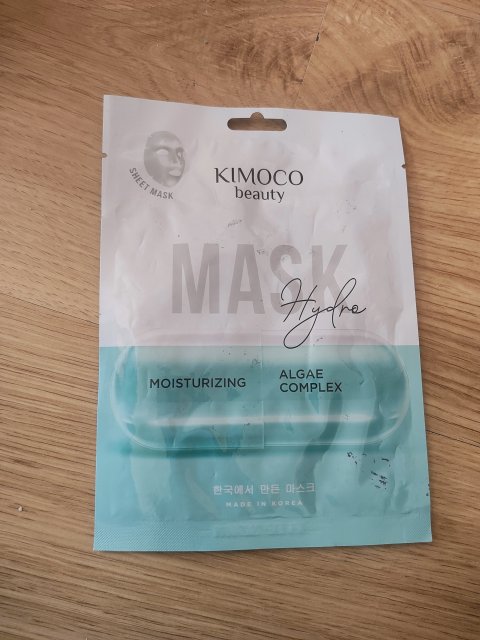 SHEET MASK
KIMOCO
beauty
MASK
Hydro
MOISTURIZING
ALGAE
COMPLEX
한국에서 만든 마스크
MADE IN KOREA